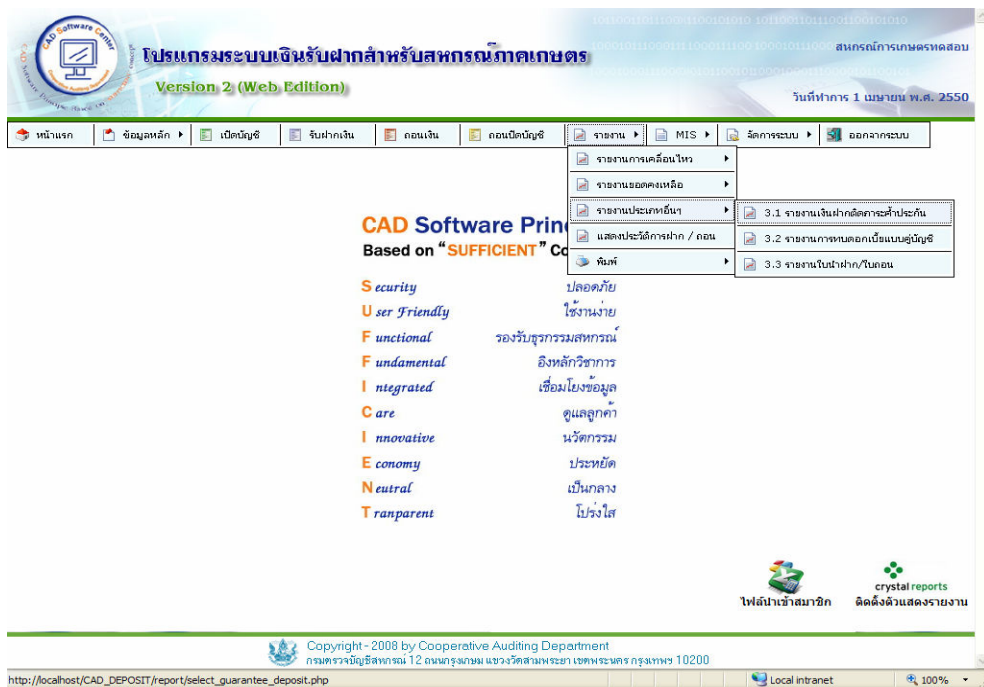 โปรแกรมระบบเงินรับฝากสำหรับสหกรณ์ภาคเกษตร
Version 2 (Web Edition)
สหกรณ์การเกษตรทดสอบ
วันที่ทำการ 1 เมษายน พ.ศ. 2550
หน้าแรก ข้อมูลหลัก เปิดบัญชี รับฝากเงิน ถอนเงิน ถอนปิดบัญชี รายงาน MIS จัดการระบบ ออกจากระบบ
รายงานการเคลื่อนไหว
รายงานยอดคงเหลือ
รายงานประเภทอื่นๆ
แสดงประวัติการฝาก / ถอน
พิมพ์
3.1 รายงานเงินฝากติดภาระค้ำประกัน
3.2 รายงานการทบดอกเบี้ยแบบคู่บัญชี
3.3 รายงานใบนำฝาก/ใบถอน
CAD Software Prin
Based on "SUFFICIENT" Co
Security ปลอดภัย
User Friendly ใช้งานง่าย
Functional รองรับธุรกรรมสหกรณ์
Fundamental อิงหลักวิชาการ
Integrated เชื่อมโยงข้อมูล
Care ดูแลลูกค้า
Innovative นวัตกรรม
Economy ประหยัด
Neutral เป็นกลาง
Tranparent โปร่งใส
crystal reports
ไฟล์นำเข้าสมาชิก ติดตั้งตัวแสดงรายงาน
Copyright - 2008 by Cooperative Auditing Department
กรมตรวจบัญชีสหกรณ์ 12 ถนนกรุงเกษม แขวงวัดสามพระยา เขตพระนคร กรุงเทพฯ 10200
http://localhost/CAD_DEPOSIT/report/select_guarantee_deposit.php Local intranet 100%